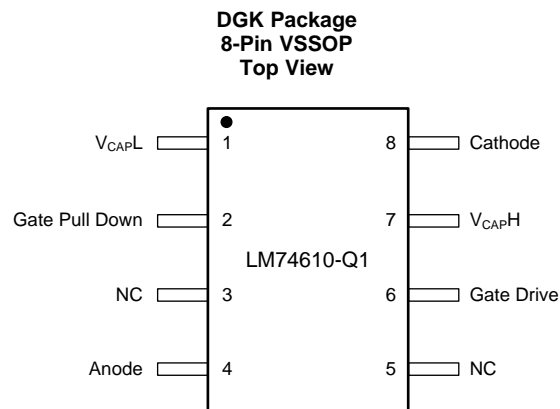 DGK Package
8-Pin VSSOP
Top View
VCAPL 1 8 Cathode
Gate Pull Down 2 7 VCAPH
LM74610-Q1
NC 3 6 Gate Drive
Anode 4 5 NC